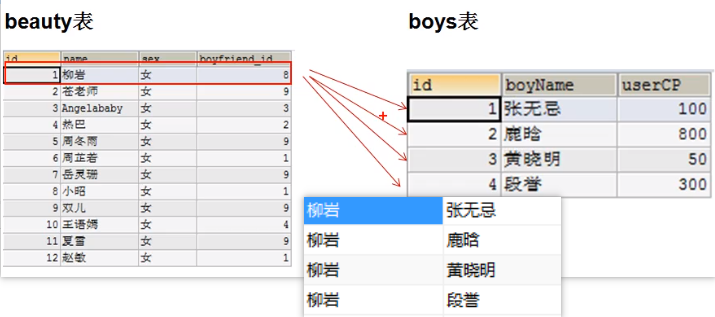 beauty表
id name sex boyfriend_id
1 柳岩 女 8
2 苍老师 女 9
3 Angelababy 女 3
4 热巴 女 2
5 周冬雨 女 9
6 周芷若 女 1
7 岳灵珊 女 9
8 小昭 女 1
9 双儿 女 9
10 王语嫣 女 4
11 夏雪 女 9
12 赵敏 女 1
boys表
id boyName userCP
1 张无忌 100
2 鹿晗 800
3 黄晓明 50
4 段誉 300
柳岩 张无忌
柳岩 鹿晗
柳岩 黄晓明
柳岩 段誉